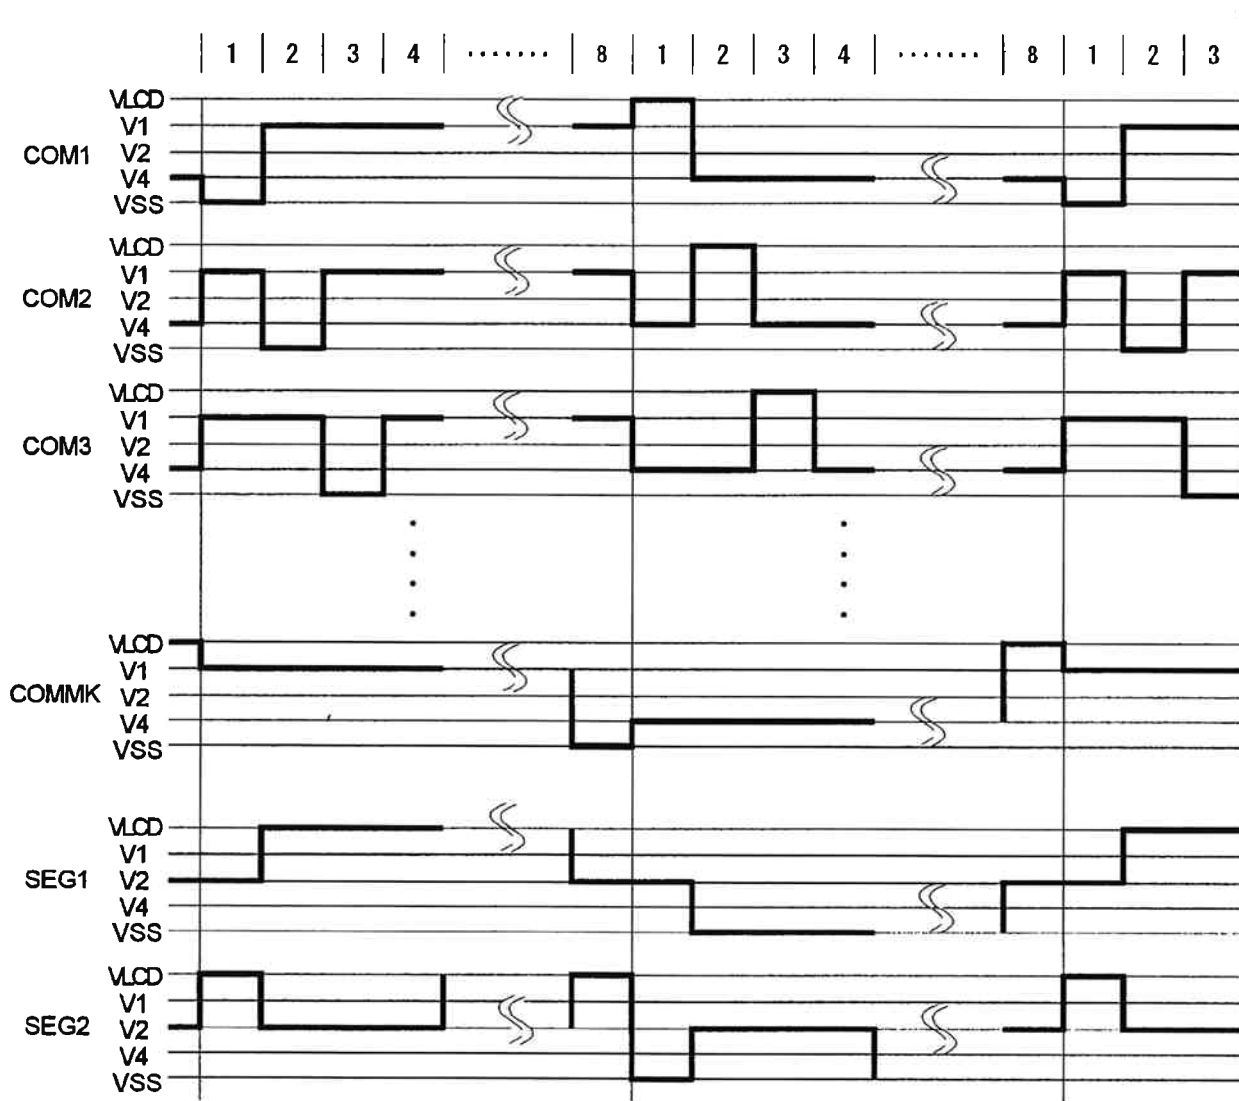 1 2 3 4 ······· 8 1 2 3 4 ······· 8 1 2 3
VLCD
V1
COM1 V2
V4
VSS
VLCD
V1
COM2 V2
V4
VSS
VLCD
V1
COM3 V2
V4
VSS
VLCD
V1
COMMK V2
V4
VSS
VLCD
V1
SEG1 V2
V4
VSS
VLCD
V1
SEG2 V2
V4
VSS